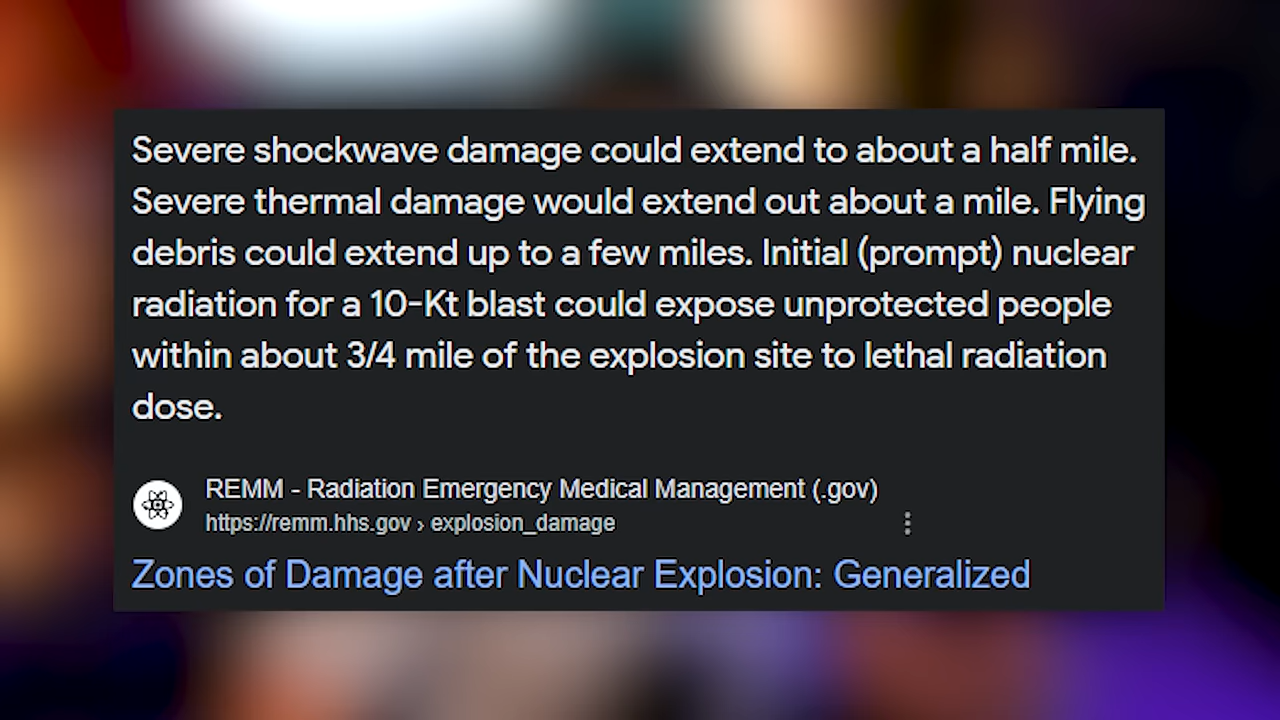 Severe shockwave damage could extend to about a half mile.
Severe thermal damage would extend out about a mile. Flying
debris could extend up to a few miles. Initial (prompt) nuclear
radiation for a 10-Kt blast could expose unprotected people
within about 3/4 mile of the explosion site to lethal radiation
dose.
REMM - Radiation Emergency Medical Management (.gov)
https://remm.hhs.gov › explosion_damage
Zones of Damage after Nuclear Explosion: Generalized